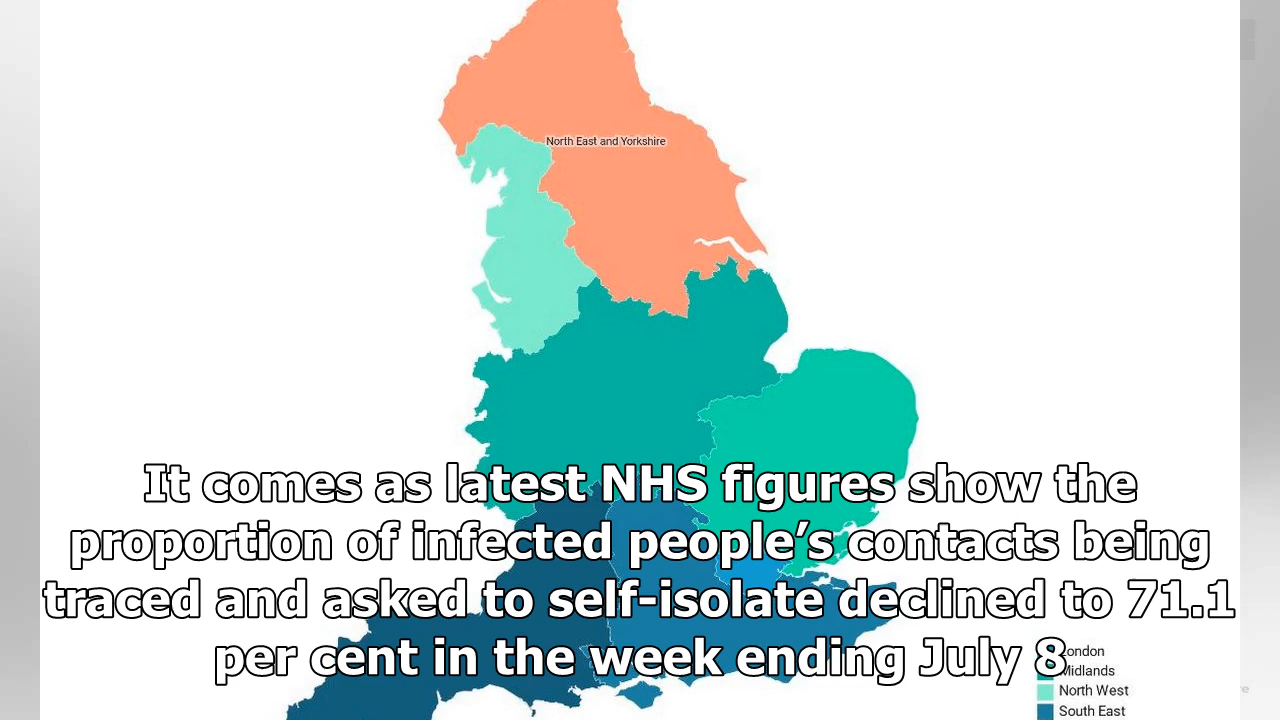 North East and Yorkshire
It comes as latest NHS figures show the
proportion of infected people’s contacts being
traced and asked to self-isolate declined to 71.1
per cent in the week ending July 8
London
Midlands
North West
South East